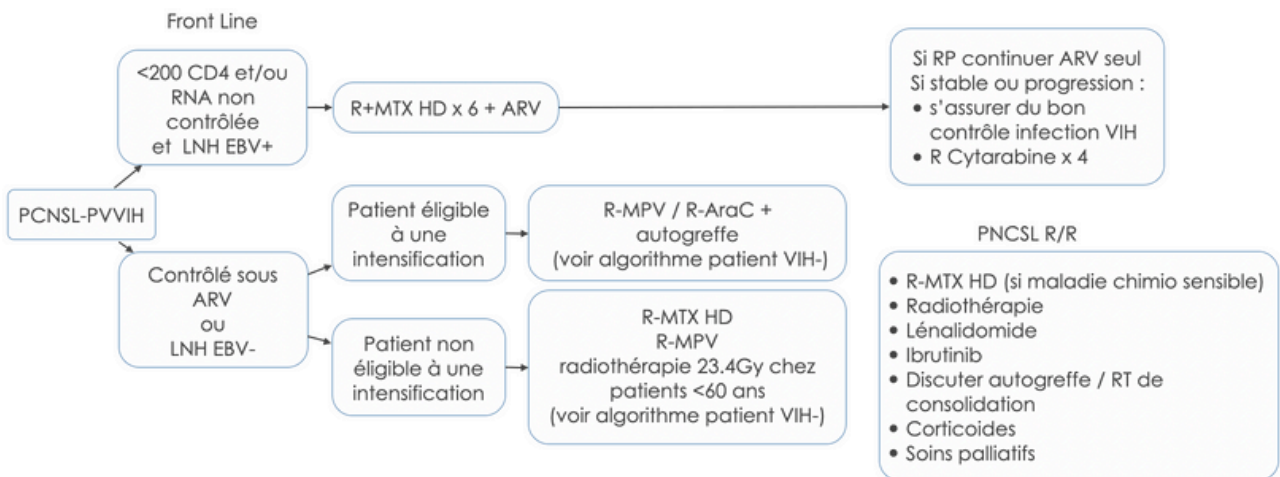 Front Line
<200 CD4 et/ou
RNA non
contrôlée
et LNH EBV+
R+MTX HD x 6 + ARV
Si RP continuer ARV seul
Si stable ou progression :
• s'assurer du bon
contrôle infection VIH
• R Cytarabine x 4
PCNSL-PVVIH
Patient éligible
à une
intensification
R-MPV / R-AraC +
autogreffe
(voir algorithme patient VIH-)
Contrôlé sous
ARV
ou
LNH EBV-
Patient non
éligible à une
intensification
R-MTX HD
R-MPV
radiothérapie 23.4Gy chez
patients <60 ans
(voir algorithme patient VIH-)
PNCSL R/R
• R-MTX HD (si maladie chimio sensible)
• Radiothérapie
• Lénalidomide
• Ibrutinib
• Discuter autogreffe / RT de
consolidation
• Corticoides
• Soins palliatifs